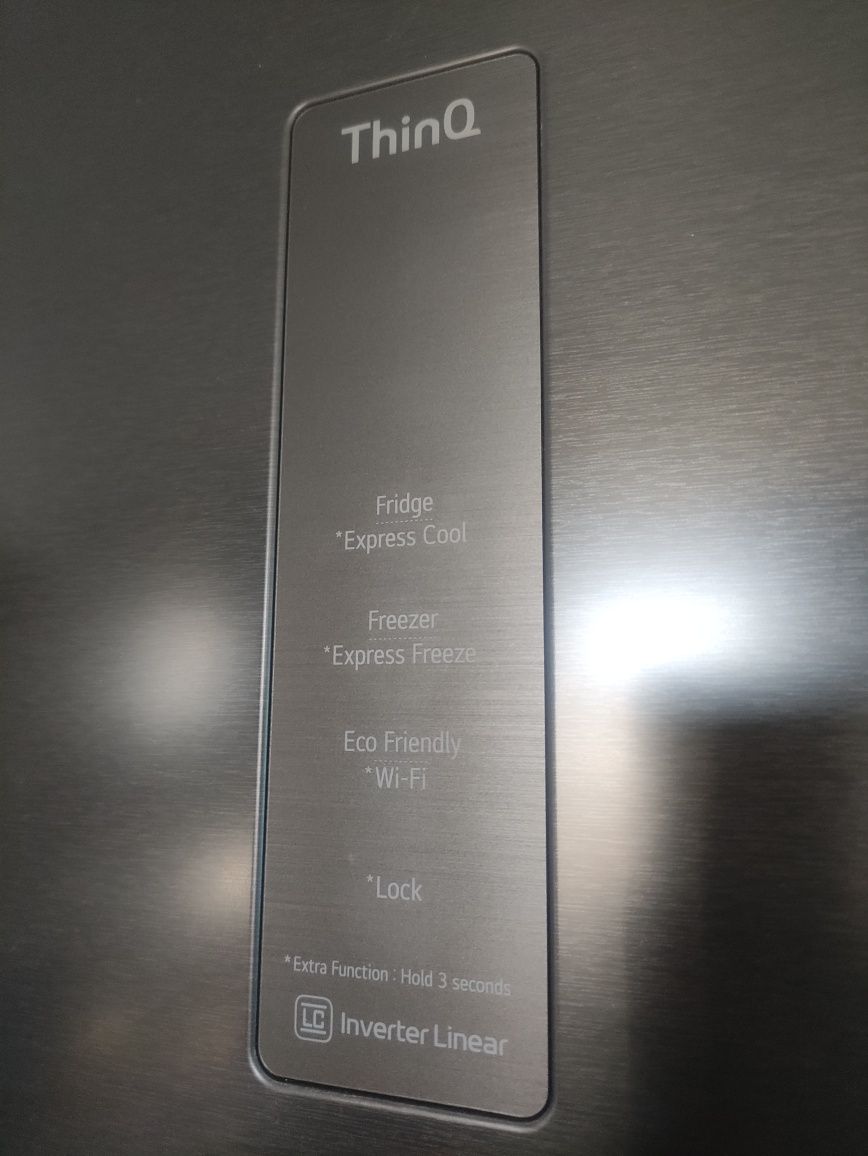 ThinQ
Fridge
*Express Cool
Freezer
*Express Freeze
Eco Friendly
*Wi-Fi
*Lock
*Extra Function : Hold 3 seconds
LC Inverter Linear